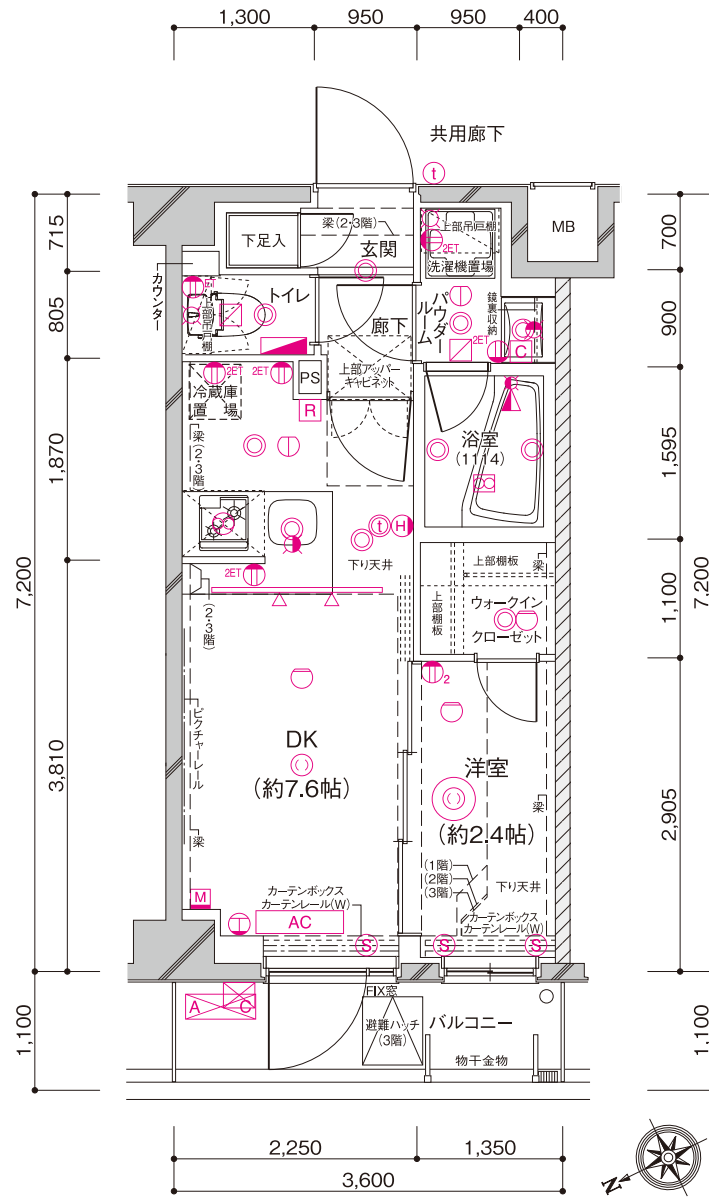 1,300
950
950
400
共用廊下
t
715
805
1,870
7,200
3,810
1,100
700
900
1,595
1,100
7,200
2,905
1,100
MB
下足入
梁(2・3階)
玄関
上部吊戸棚
2ET
洗濯機置場
カウンター
トイレ
上部吊戸棚
廊下
パウダー
ルーム
鏡裏収納
2ET
C
2ET
2ET
PS
R
冷蔵庫
置場
上部アッパー
キャビネット
梁(2・3階)
浴室
(1114)
t
H
下り天井
2ET
(2・3階)
上部棚板
梁
上部棚板
ウォークイン
クローゼット
2
ピクチャーレール
DK
(約7.6帖)
洋室
(約2.4帖)
梁
梁
(1階)
(2階)
(3階)
下り天井
M
AC
カーテンボックス
カーテンレール(W)
カーテンボックス
カーテンレール(W)
S
S
S
A
C
FIX窓
避難ハッチ
(3階)
バルコニー
物干金物
2,250
1,350
3,600
N